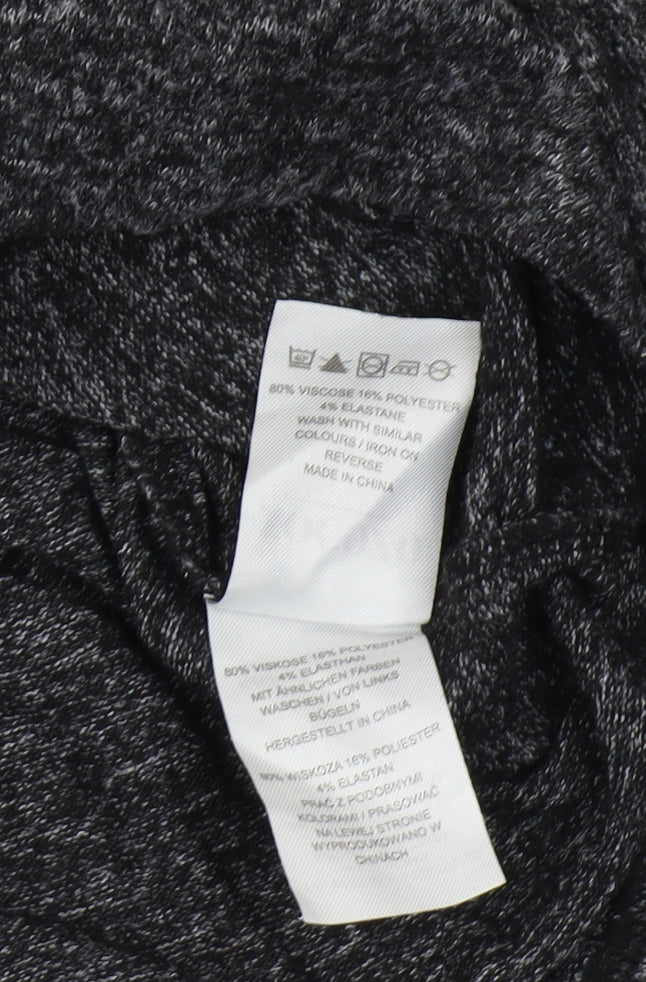 80% VISCOSE 16% POLYESTER
4% ELASTANE
WASH WITH SIMILAR
COLOURS / IRON ON
REVERSE
MADE IN CHINA
80% VISKOSE 16% POLYESTER
4% ELASTHAN
MIT ÄHNLICHEN FARBEN
WASCHEN / VON LINKS
BÜGELN
HERGESTELLT IN CHINA
80% WISKOZA 16% POLIESTER
4% ELASTAN
PRAĆ Z PODOBNYMI
KOLORAMI / PRASOWAĆ
NA LEWEJ STRONIE
WYPRODUKOWANO W
CHINACH